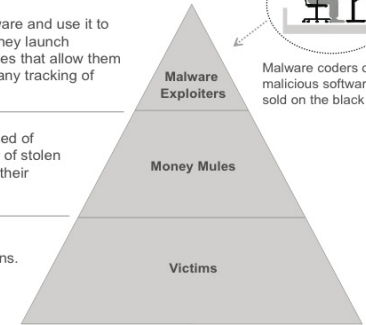 ware and use it to
ney launch
es that allow them
any tracking of
ed of
of stolen
their
ns.
Malware
Exploiters
Money Mules
Victims
Malware coders
malicious softwar
sold on the black